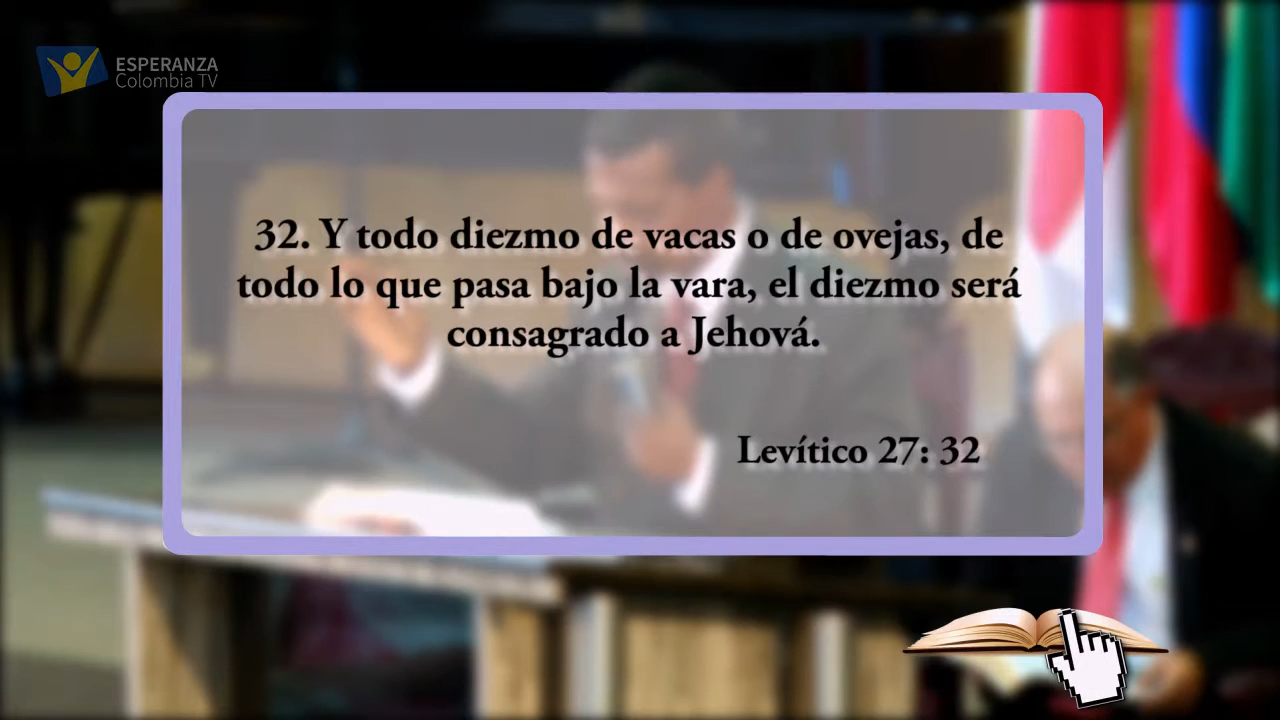 ESPERANZA
Colombia TV
32. Y todo diezmo de vacas o de ovejas, de
todo lo que pasa bajo la vara, el diezmo será
consagrado a Jehová.
Levítico 27: 32